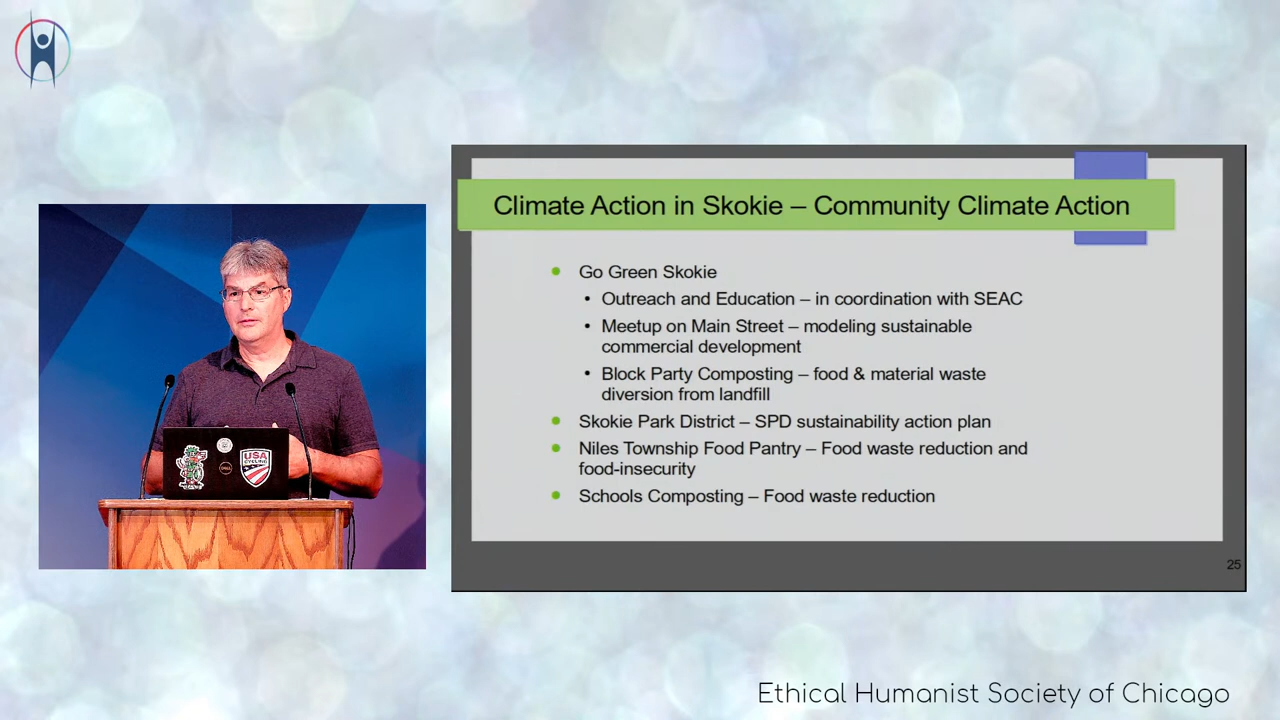 Climate Action in Skokie – Community Climate Action
Go Green Skokie
Outreach and Education – in coordination with SEAC
Meetup on Main Street – modeling sustainable
commercial development
Block Party Composting – food & material waste
diversion from landfill
Skokie Park District – SPD sustainability action plan
Niles Township Food Pantry – Food waste reduction and
food-insecurity
Schools Composting – Food waste reduction
25
USA
CYCLING
DELL
Ethical Humanist Society of Chicago